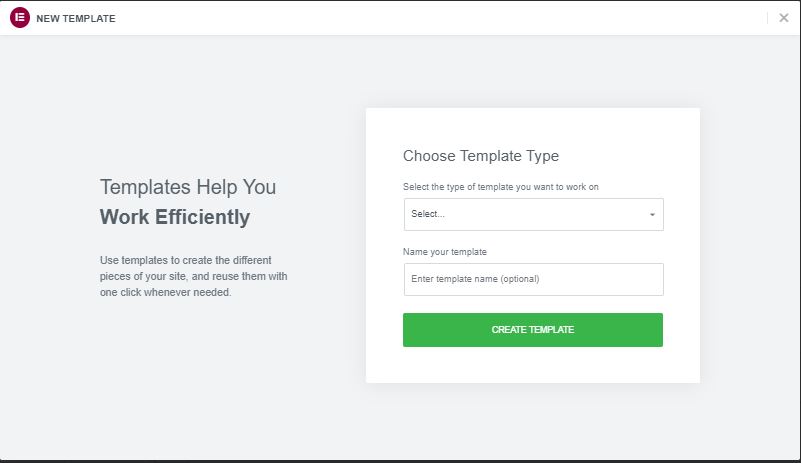 NEW TEMPLATE
Templates Help You
Work Efficiently
Use templates to create the different
pieces of your site, and reuse them with
one click whenever needed.
Choose Template Type
Select the type of template you want to work on
Select...
Name your template
Enter template name (optional)
CREATE TEMPLATE